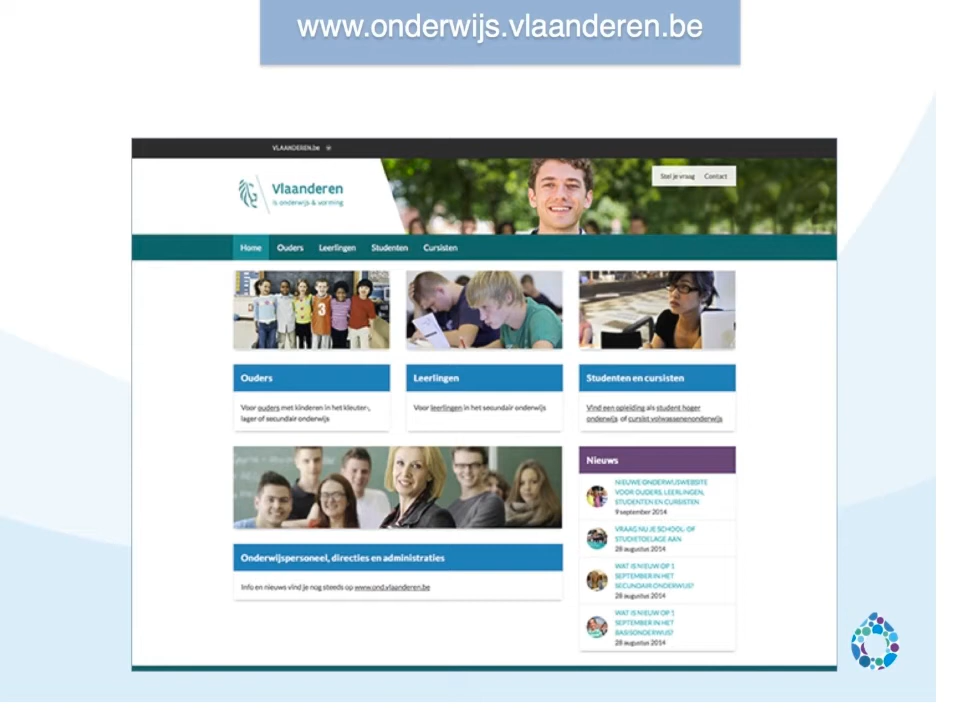 www.onderwijs.vlaanderen.be
VLAANDEREN.be
Vlaanderen
is onderwijs & vorming
Stel je vraag Contact
Home Ouders Leerlingen Studenten Cursisten
3
Ouders
Voor ouders met kinderen in het kleuter-,
lager of secundair onderwijs
Leerlingen
Voor leerlingen in het secundair onderwijs
Studenten en cursisten
Vind een opleiding als student hoger
onderwijs of cursist volwassenenonderwijs
Onderwijspersoneel, directies en administraties
Info en nieuws vind je nog steeds op www.ond.vlaanderen.be
Nieuws
NIEUWE ONDERWIJSWEBSITE
VOOR OUDERS, LEERLINGEN,
STUDENTEN EN CURSISTEN
9 september 2014
VRAAG NU JE SCHOOL- OF
STUDIETOELAGE AAN
28 augustus 2014
WAT IS NIEUW OP 1
SEPTEMBER IN HET
SECUNDAIR ONDERWIJS?
28 augustus 2014
WAT IS NIEUW OP 1
SEPTEMBER IN HET
BASISONDERWIJS?
28 augustus 2014